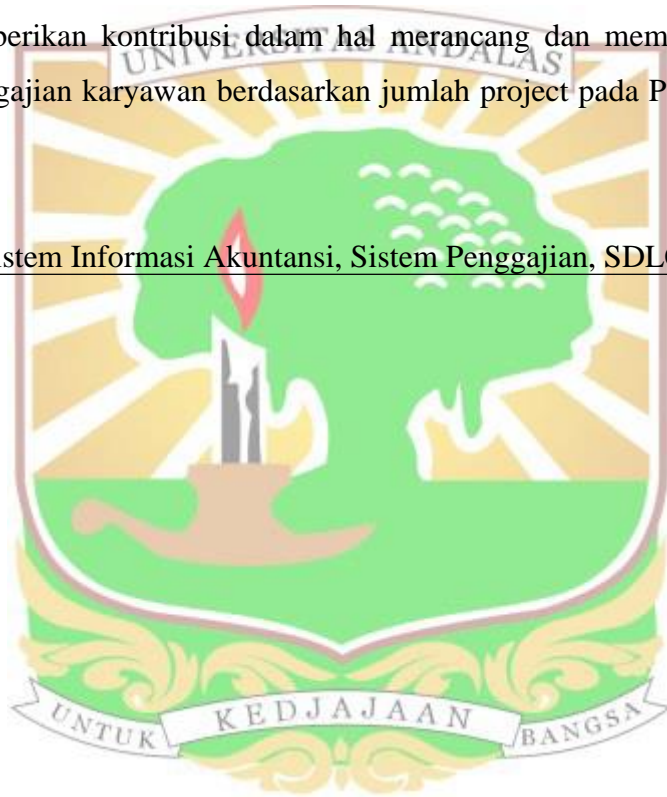 berikan kontribusi dalam hal merancang dan mem
UNIVERSITAS ANDALAS
gajian karyawan berdasarkan jumlah project pada P
istem Informasi Akuntansi, Sistem Penggajian, SDL
UNTUK KEDJAJAAN BANGSA